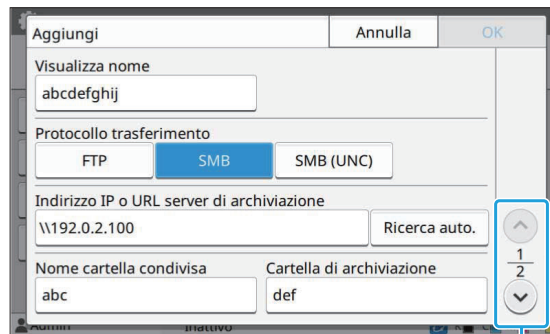 Aggiungi Annulla OK
Visualizza nome
abcdefghij
Protocollo trasferimento
FTP SMB SMB (UNC)
Indirizzo IP o URL server di archiviazione
\\192.0.2.100 Ricerca auto.
1
2
Nome cartella condivisa Cartella di archiviazione
abc def
Admin Inattivo